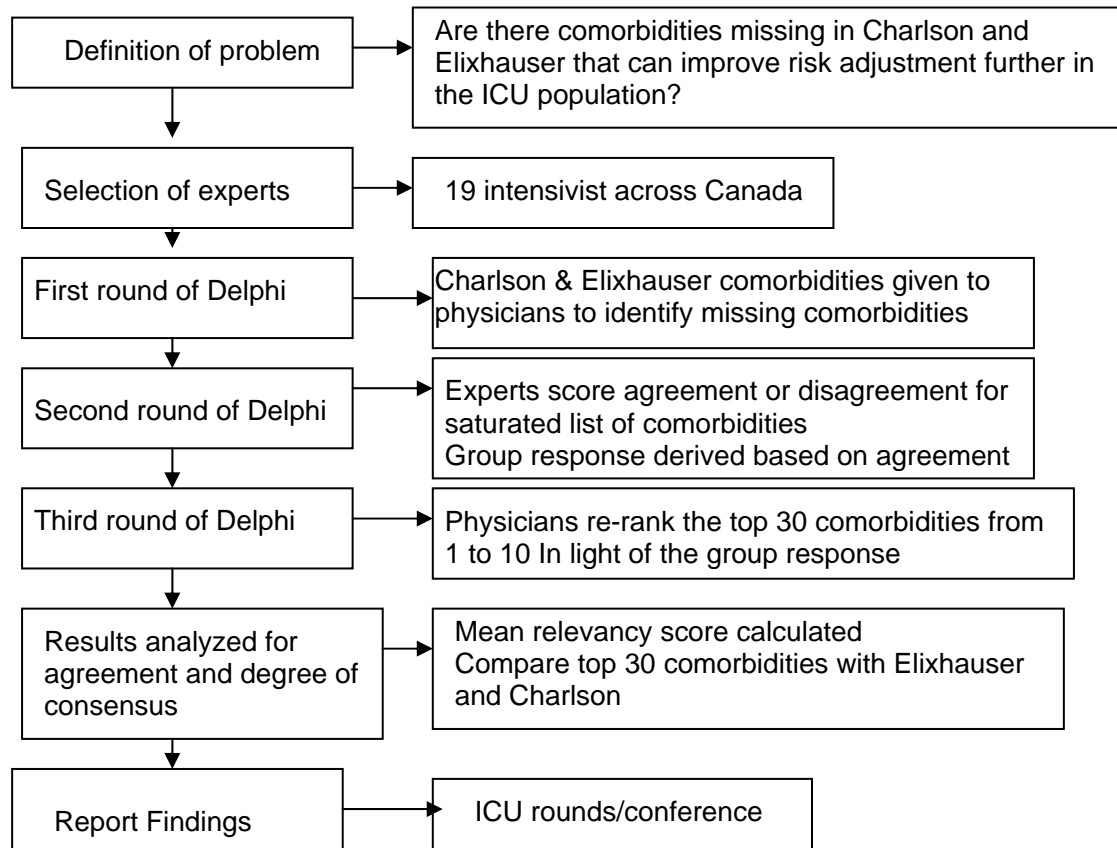 Definition of problem
Are there comorbidities missing in Charlson and
Elixhauser that can improve risk adjustment further in
the ICU population?
Selection of experts
19 intensivist across Canada
First round of Delphi
Charlson & Elixhauser comorbidities given to
physicians to identify missing comorbidities
Second round of Delphi
Experts score agreement or disagreement for
saturated list of comorbidities
Group response derived based on agreement
Third round of Delphi
Physicians re-rank the top 30 comorbidities from
1 to 10 In light of the group response
Results analyzed for
agreement and degree of
consensus
Mean relevancy score calculated
Compare top 30 comorbidities with Elixhauser
and Charlson
Report Findings
ICU rounds/conference